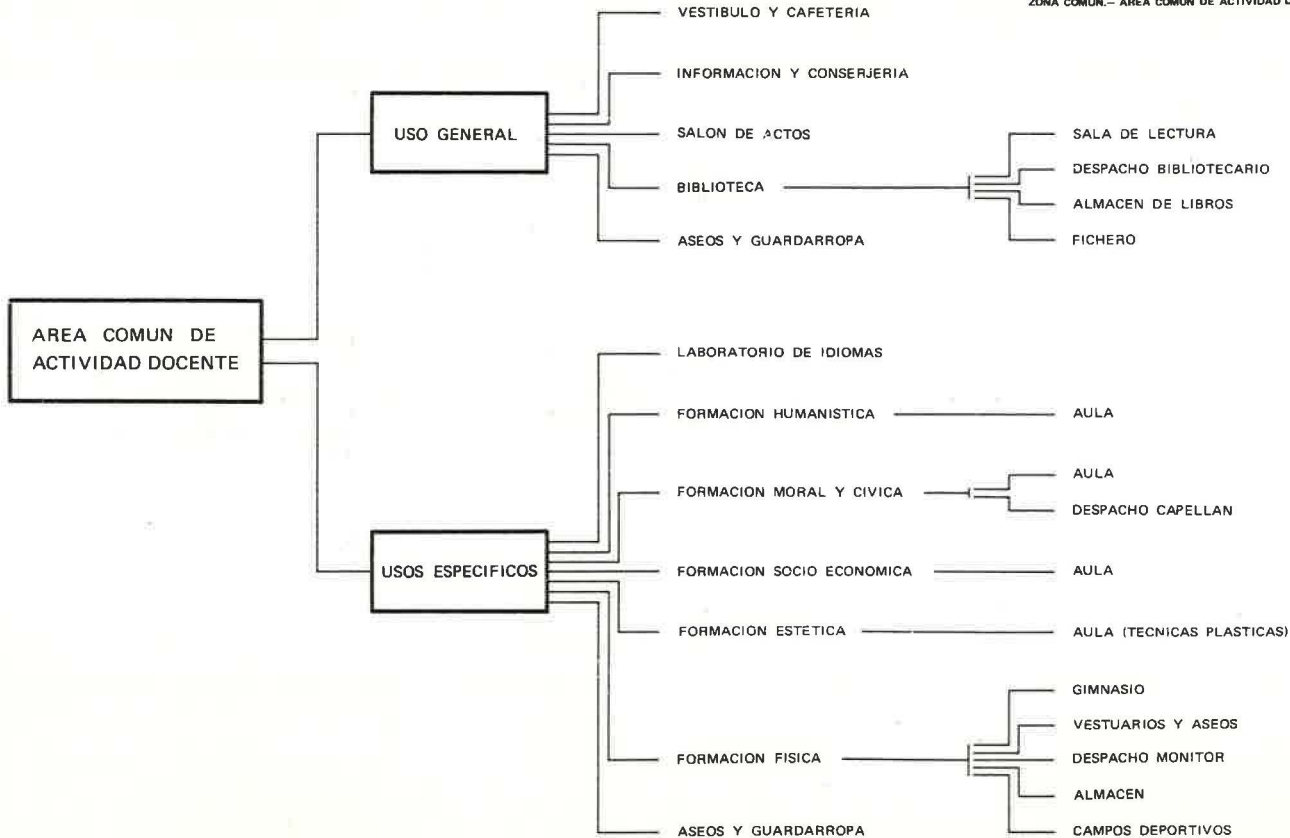 ZONA COMUN.— AREA COMUN DE ACTIVIDAD
VESTIBULO Y CAFETERIA
INFORMACION Y CONSERJERIA
USO GENERAL
SALON DE ACTOS
SALA DE LECTURA
DESPACHO BIBLIOTECARIO
BIBLIOTECA
ALMACEN DE LIBROS
ASEOS Y GUARDARROPA
FICHERO
AREA COMUN DE
ACTIVIDAD DOCENTE
LABORATORIO DE IDIOMAS
FORMACION HUMANISTICA
AULA
AULA
FORMACION MORAL Y CIVICA
DESPACHO CAPELLAN
USOS ESPECIFICOS
FORMACION SOCIO ECONOMICA
AULA
FORMACION ESTETICA
AULA (TECNICAS PLASTICAS)
GIMNASIO
VESTUARIOS Y ASEOS
FORMACION FISICA
DESPACHO MONITOR
ALMACEN
ASEOS Y GUARDARROPA
CAMPOS DEPORTIVOS